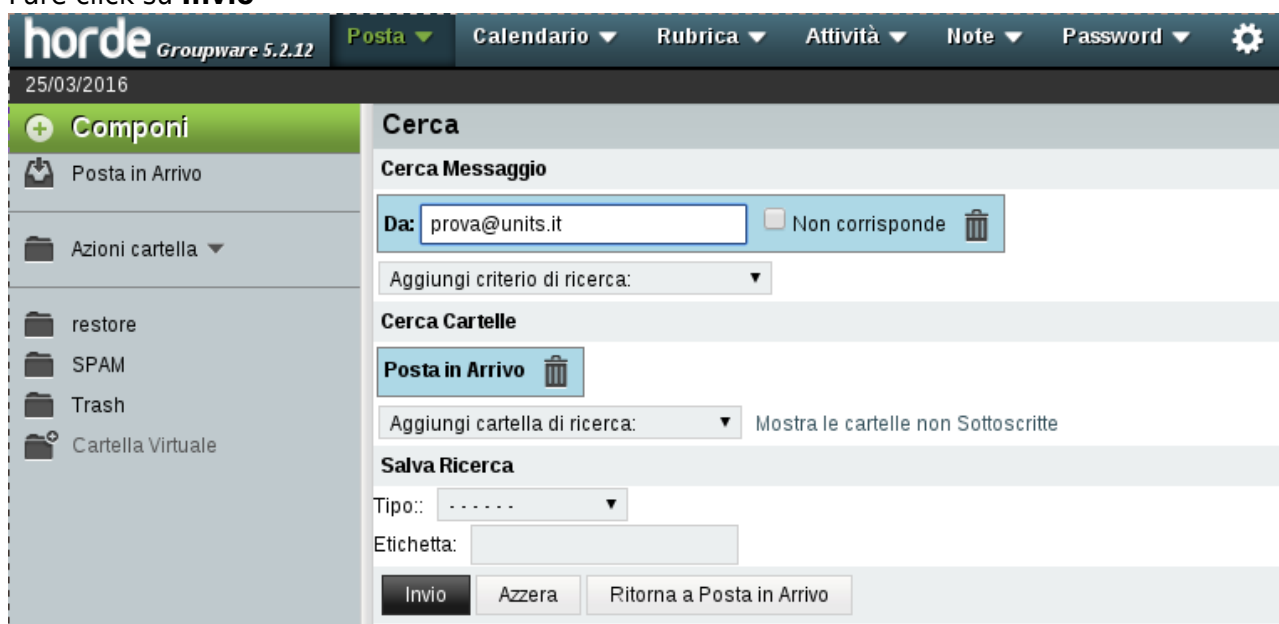 Fare click su Invio
horde Groupware 5.2.12 Posta Calendario Rubrica Attività Note Password
25/03/2016
Componi
Posta in Arrivo
Azioni cartella
restore
SPAM
Trash
Cartella Virtuale
Cerca
Cerca Messaggio
Da: prova@units.it Non corrisponde
Aggiungi criterio di ricerca:
Cerca Cartelle
Posta in Arrivo
Aggiungi cartella di ricerca: Mostra le cartelle non Sottoscritte
Salva Ricerca
Tipo:: - - - - - -
Etichetta:
Invio Azzera Ritorna a Posta in Arrivo